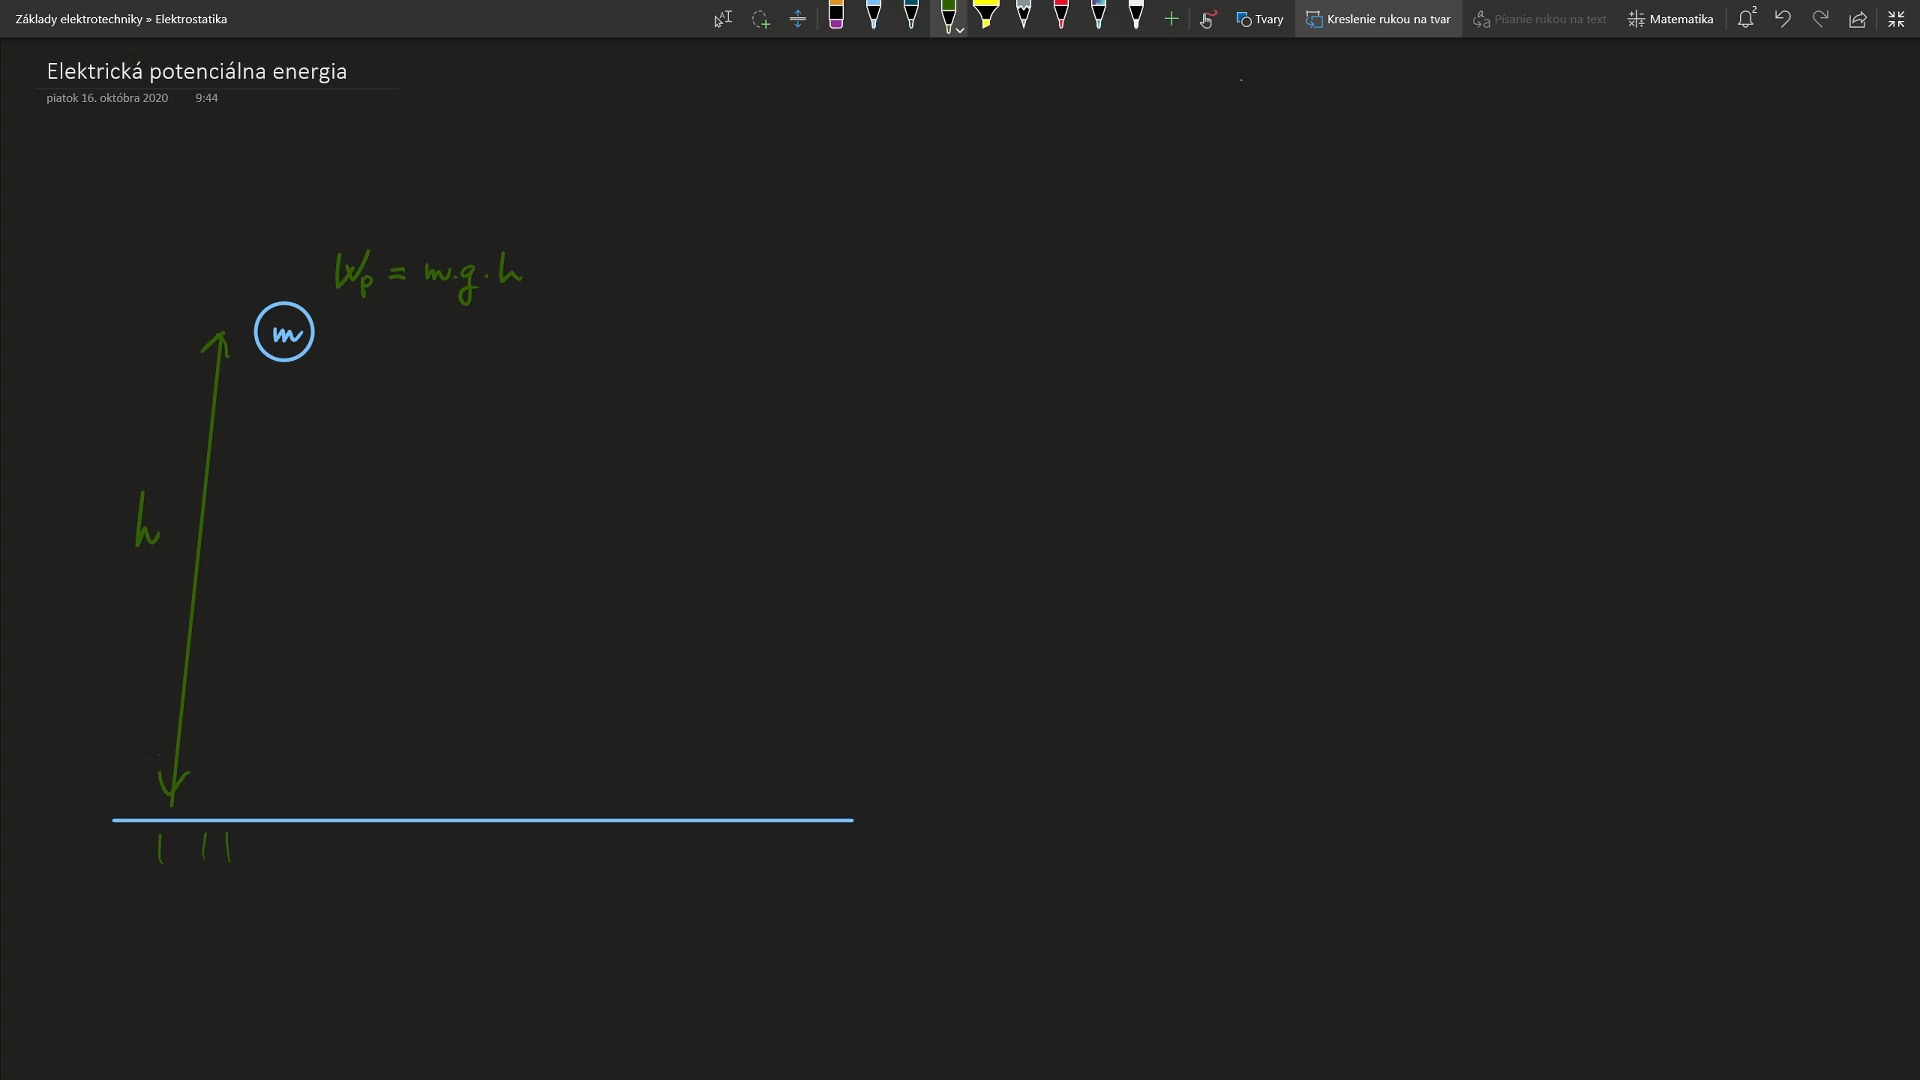 Základy elektrotechniky » Elektrostatika
Tvary
Kreslenie rukou na tvar
Písanie rukou na text
Matematika
2
Elektrická potenciálna energia
piatok 16. októbra 2020 9:44
Wp = m.g.h
m
h